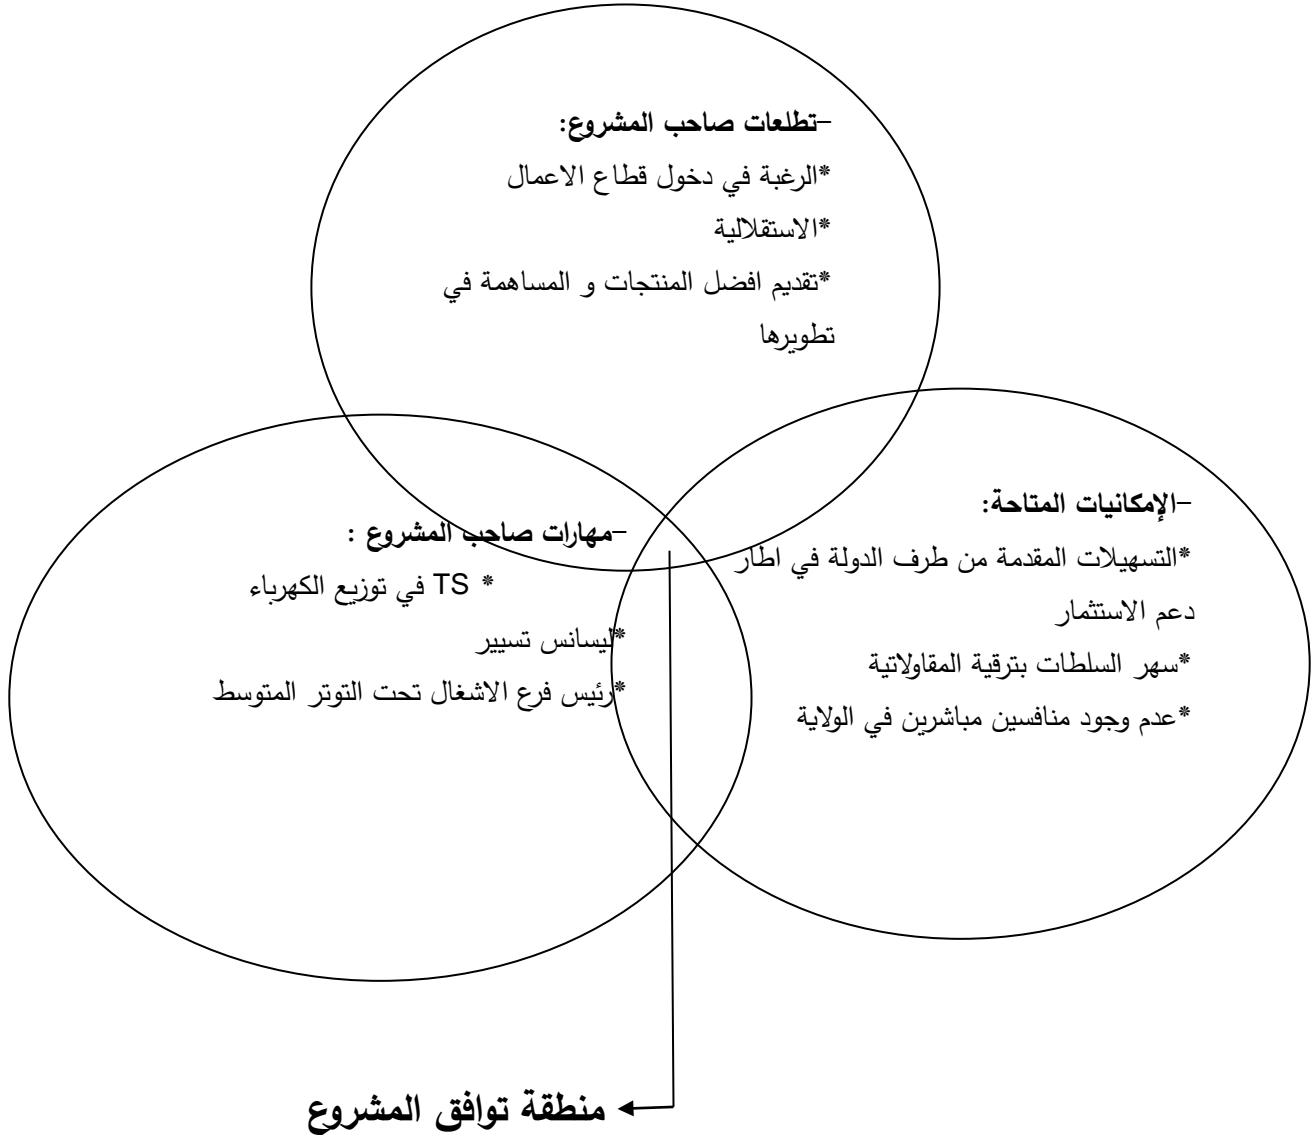 -تطلعات صاحب المشروع:
*الرغبة في دخول قطاع الاعمال
*الاستقلالية
*تقديم افضل المنتجات و المساهمة في
تطويرها
-الإمكانيات المتاحة:
*التسهيلات المقدمة من طرف الدولة في اطار
دعم الاستثمار
*سهر السلطات بترقية المقاولاتية
*عدم وجود منافسين مباشرين في الولاية
-مهارات صاحب المشروع :
* TS في توزيع الكهرباء
*ليسانس تسيير
*رئيس فرع الاشغال تحت التوتر المتوسط
منطقة توافق المشروع